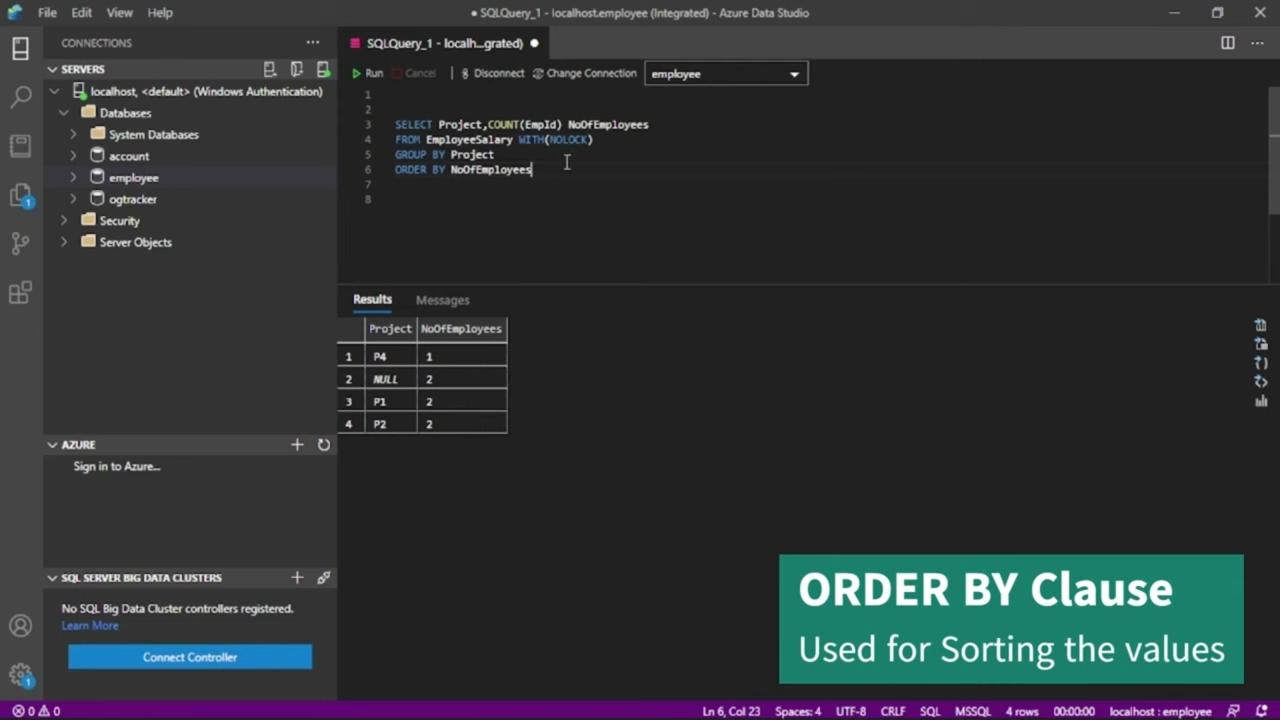 File Edit View Help
● SQLQuery_1 - localhost.employee (Integrated) - Azure Data Studio
CONNECTIONS
SERVERS
localhost, <default> (Windows Authentication)
Databases
System Databases
account
employee
ogtracker
Security
Server Objects
AZURE
Sign in to Azure...
SQL SERVER BIG DATA CLUSTERS
No SQL Big Data Cluster controllers registered.
Learn More
Connect Controller
SQLQuery_1 - localh...grated) ●
Run Cancel Disconnect Change Connection employee
1
2
3 SELECT Project,COUNT(EmpId) NoOfEmployees
4 FROM EmployeeSalary WITH(NOLOCK)
5 GROUP BY Project
6 ORDER BY NoOfEmployees
7
8
Results Messages
Project NoOfEmployees
1 P4 1
2 NULL 2
3 P1 2
4 P2 2
ORDER BY Clause
Used for Sorting the values
1
1
0 0
Ln 6, Col 23 Spaces: 4 UTF-8 CRLF SQL MSSQL 4 rows 00:00:00 localhost : employee